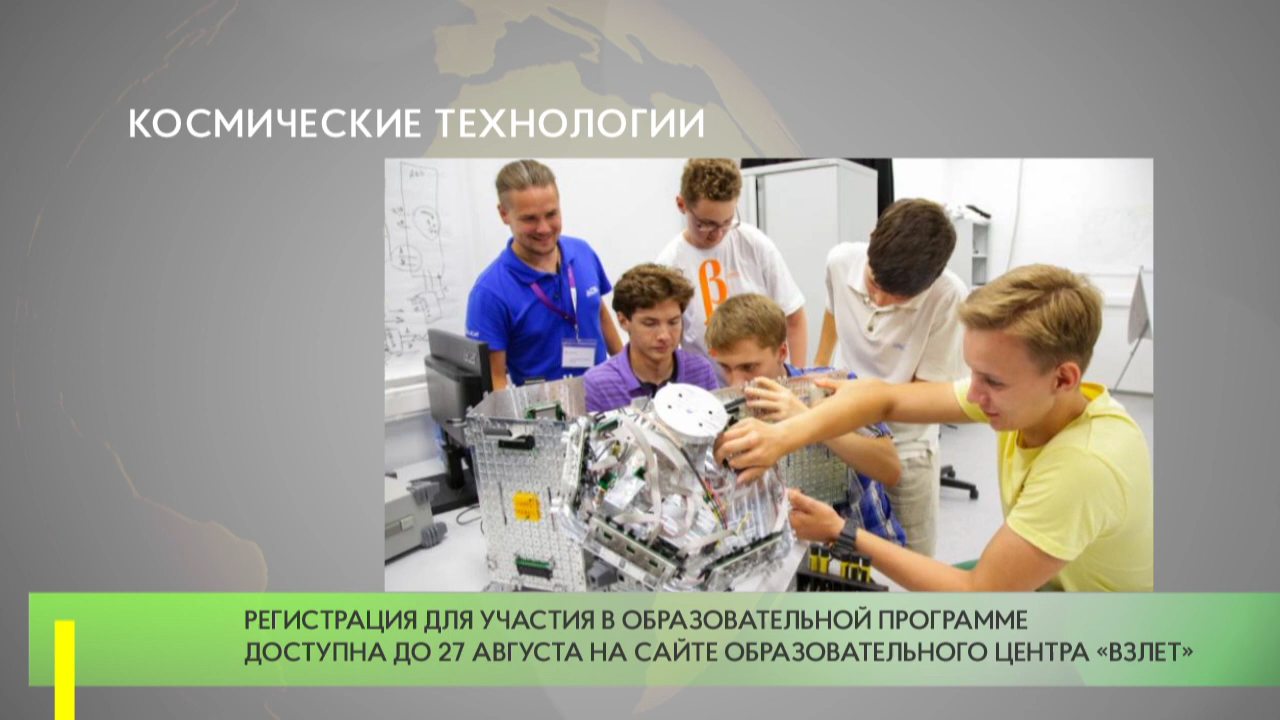 КОСМИЧЕСКИЕ ТЕХНОЛОГИИ
β
РЕГИСТРАЦИЯ ДЛЯ УЧАСТИЯ В ОБРАЗОВАТЕЛЬНОЙ ПРОГРАММЕ
ДОСТУПНА ДО 27 АВГУСТА НА САЙТЕ ОБРАЗОВАТЕЛЬНОГО ЦЕНТРА «ВЗЛЕТ»